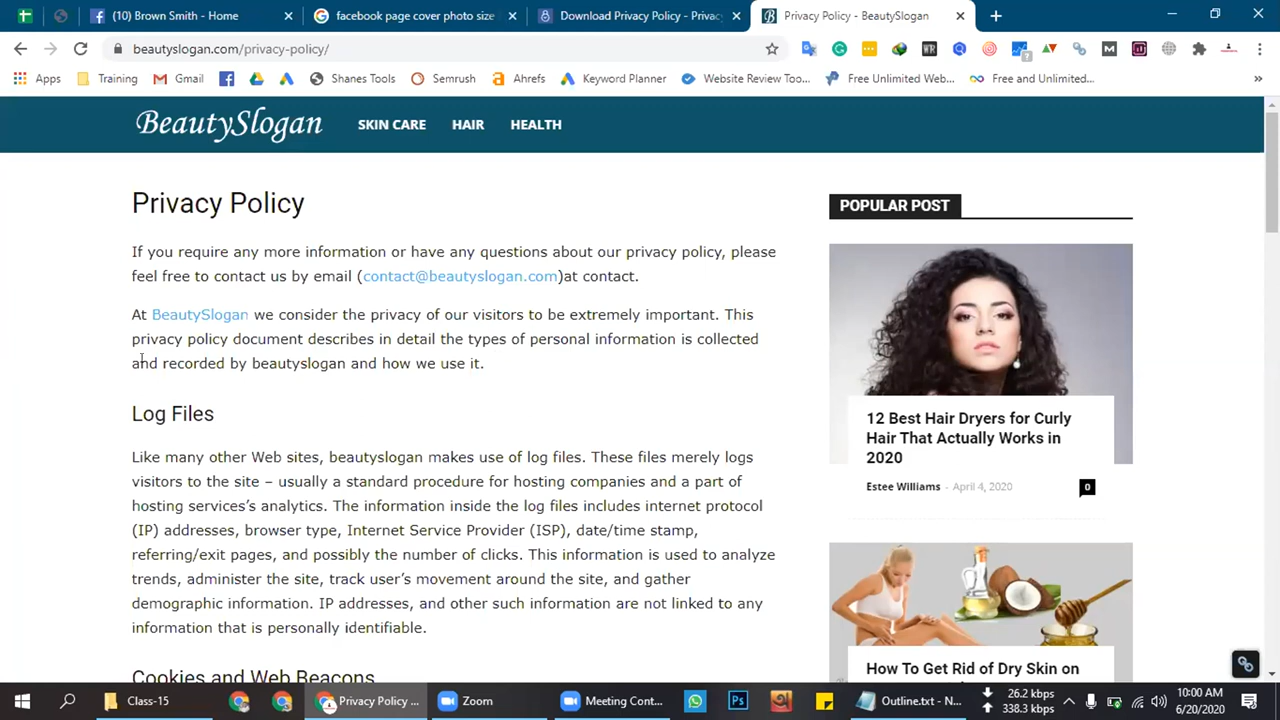 (1) Brown Smith - Home
facebook page cover photo size
Download Privacy Policy - Privac
Privacy Policy - BeautySlogan
beautyslogan.com/privacy-policy/
Apps
Training
Gmail
Shanes Tools
Semrush
Ahrefs
Keyword Planner
Website Review Too...
Free Unlimited Web...
Free and Unlimited...
BeautySlogan
SKIN CARE
HAIR
HEALTH
Privacy Policy
If you require any more information or have any questions about our privacy policy, please
feel free to contact us by email (contact@beautyslogan.com)at contact.
At BeautySlogan we consider the privacy of our visitors to be extremely important. This
privacy policy document describes in detail the types of personal information is collected
and recorded by beautyslogan and how we use it.
Log Files
Like many other Web sites, beautyslogan makes use of log files. These files merely logs
visitors to the site – usually a standard procedure for hosting companies and a part of
hosting services's analytics. The information inside the log files includes internet protocol
(IP) addresses, browser type, Internet Service Provider (ISP), date/time stamp,
referring/exit pages, and possibly the number of clicks. This information is used to analyze
trends, administer the site, track user's movement around the site, and gather
demographic information. IP addresses, and other such information are not linked to any
information that is personally identifiable.
Cookies and Web Beacons
POPULAR POST
12 Best Hair Dryers for Curly
Hair That Actually Works in
2020
Estee Williams - April 4, 2020
0
How To Get Rid of Dry Skin on
Class-15
Privacy Policy ...
Zoom
Meeting Cont...
Outline.txt - N...
26.2 kbps
338.3 kbps
10:00 AM
6/20/2020